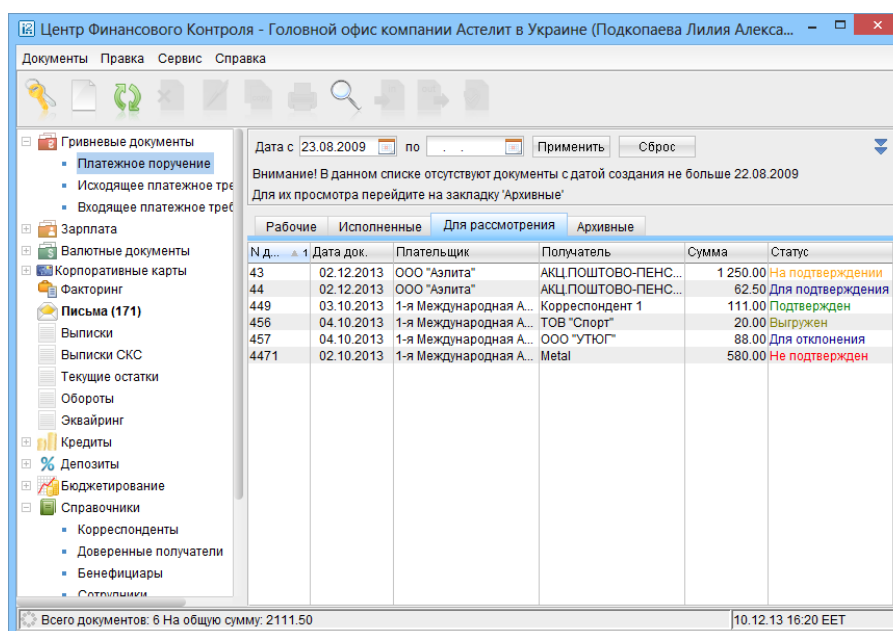 Центр Финансового Контроля - Головной офис компании Астелит в Украине (Подкопаева Лилия Алекса...
Документы Правка Сервис Справка
Гривневые документы
Платежное поручение
Исходящее платежное тре
Входящее платежное треб
Зарплата
Валютные документы
Корпоративные карты
Факторинг
Письма (171)
Выписки
Выписки СКС
Текущие остатки
Обороты
Эквайринг
Кредиты
Депозиты
Бюджетирование
Справочники
Корреспонденты
Доверенные получатели
Бенефициары
Сотрудники
Дата с 23.08.2009 по . . Применить Сброс
Внимание! В данном списке отсутствуют документы с датой создания не больше 22.08.2009
Для их просмотра перейдите на закладку 'Архивные'
Рабочие Исполненные Для рассмотрения Архивные
N д... 1 Дата док. Плательщик Получатель Сумма Статус
43 02.12.2013 ООО "Аэлита" АКЦ.ПОШТОВО-ПЕНС... 1 250.00 На подтверждении
44 02.12.2013 ООО "Аэлита" АКЦ.ПОШТОВО-ПЕНС... 62.50 Для подтверждения
449 03.10.2013 1-я Международная А... Корреспондент 1 111.00 Подтвержден
456 04.10.2013 1-я Международная А... ТОВ "Спорт" 20.00 Выгружен
457 04.10.2013 1-я Международная А... ООО "УТЮГ" 88.00 Для отклонения
4471 02.10.2013 1-я Международная А... Metal 580.00 Не подтвержден
Всего документов: 6 На общую сумму: 2111.50 10.12.13 16:20 EET